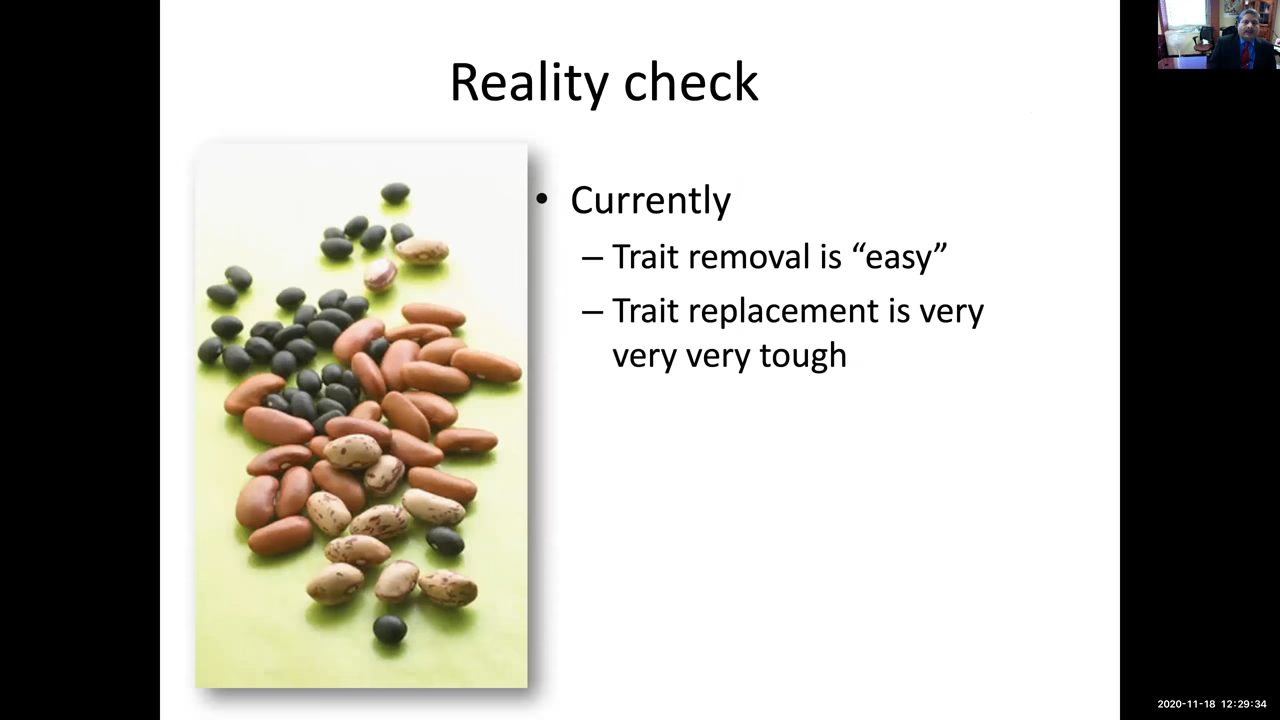 Reality check
• Currently
– Trait removal is “easy”
– Trait replacement is very
very very tough
2020-11-18 12:29:34